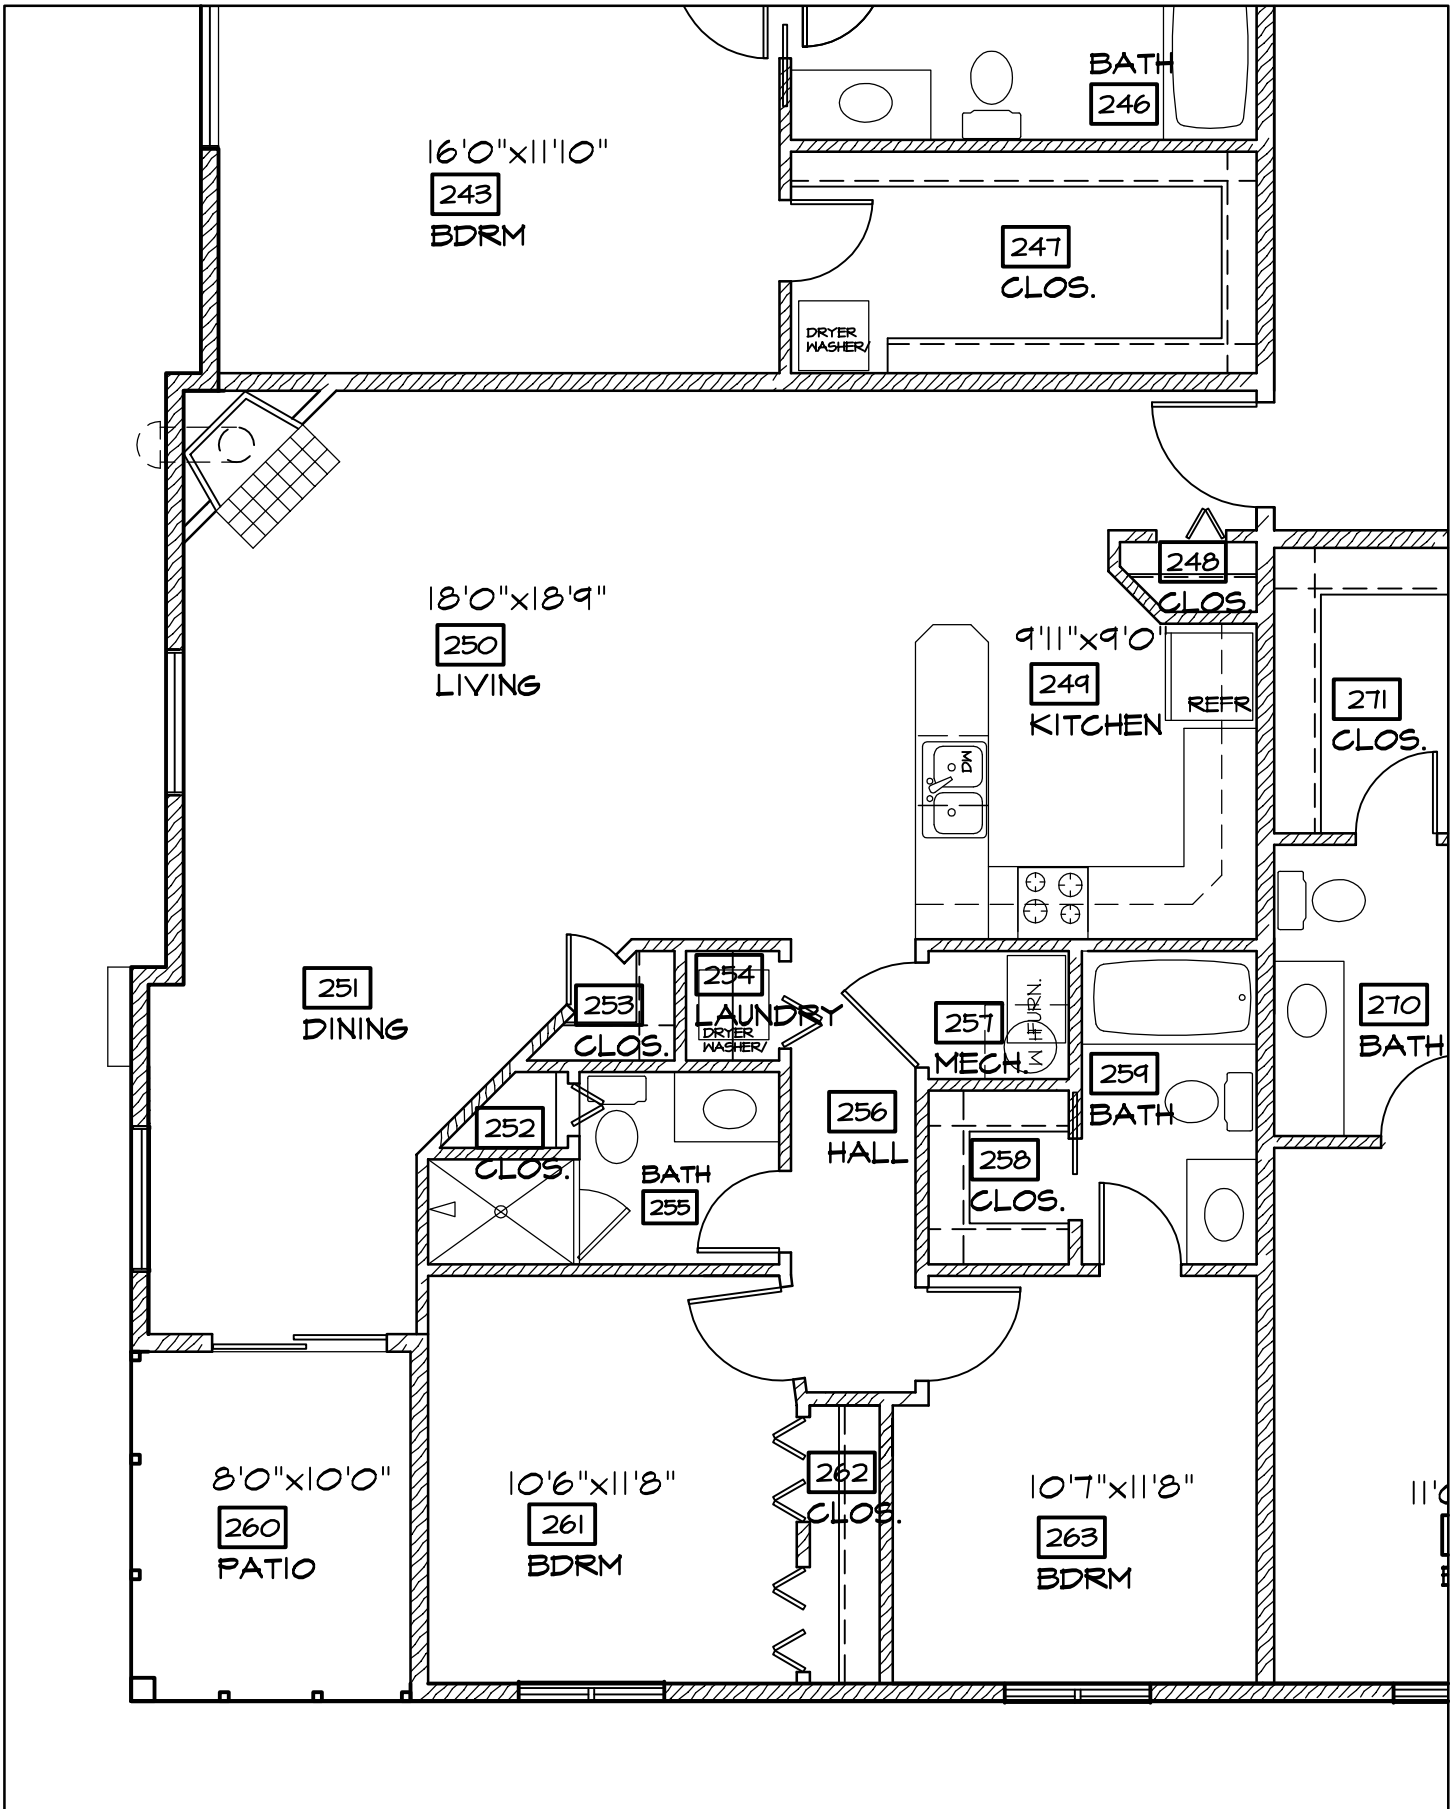 BATH
246
16'0"x11'10"
243
BDRM
247
CLOS.
DRYER
WASHER/
248
CLOS.
18'0"x18'9"
250
LIVING
9'11"x9'0"
249
KITCHEN
REFR
271
CLOS.
DW
251
DINING
253
CLOS.
254
LAUNDRY
DRYER
WASHER/
257
MECH.
FURN.
259
BATH
270
BATH
252
CLOS.
256
HALL
258
CLOS.
BATH
255
8'0"x10'0"
260
PATIO
10'6"x11'8"
261
BDRM
262
CLOS.
10'7"x11'8"
263
BDRM